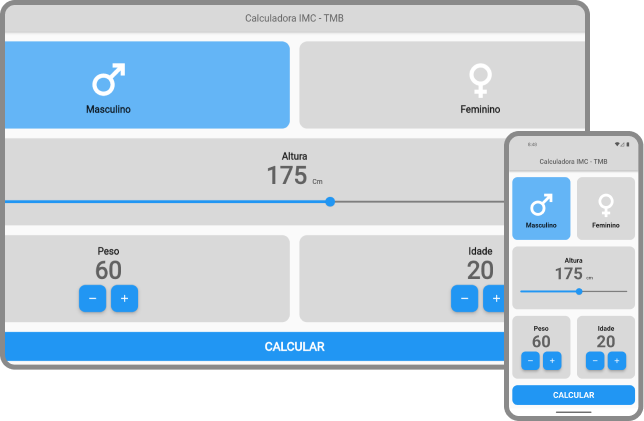 Calculadora IMC - TMB
Masculino
Feminino
Altura
175 Cm
Peso
60
− +
Idade
20
− +
CALCULAR
8:49
Calculadora IMC - TMB
Masculino
Feminino
Altura
175 cm
Peso
60
− +
Idade
20
− +
CALCULAR